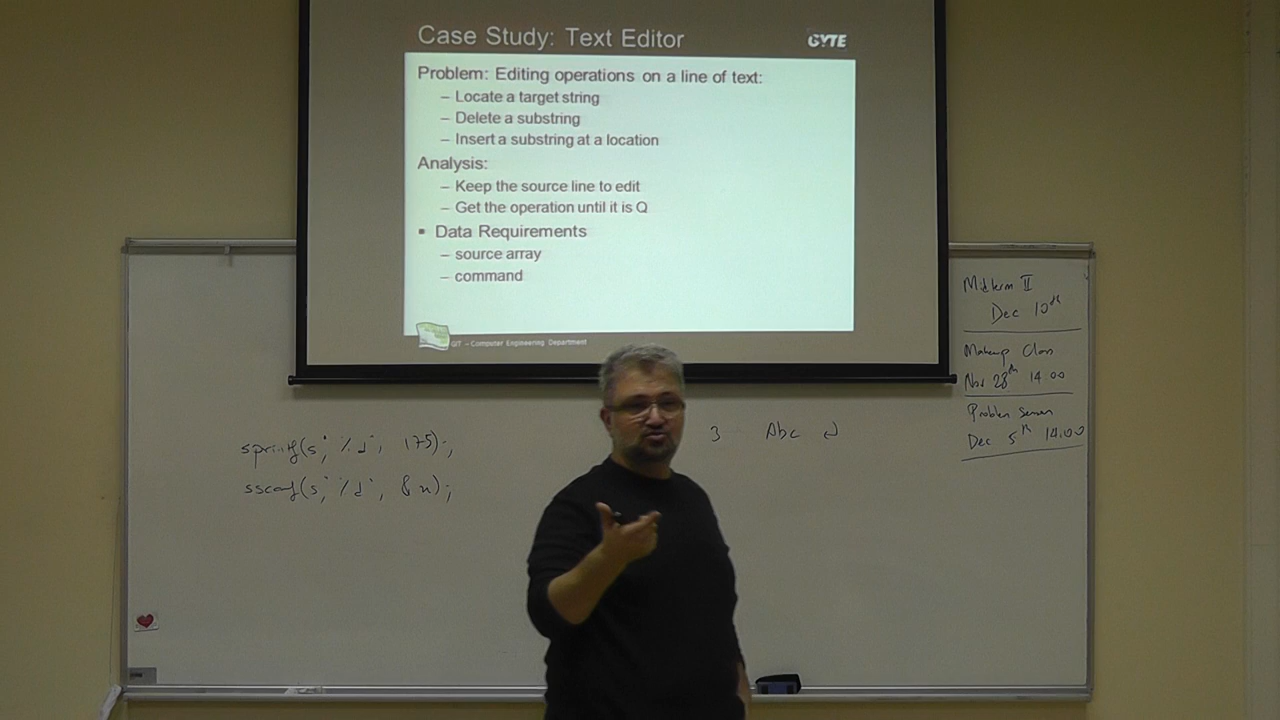 Case Study: Text Editor
GYTE
Problem: Editing operations on a line of text:
– Locate a target string
– Delete a substring
– Insert a substring at a location
Analysis:
– Keep the source line to edit
– Get the operation until it is Q
▪ Data Requirements
– source array
– command
GIT – Computer Engineering Department
Midterm II
Dec 10th
Makeup Class
Nov 28th 14 00
Problem
Dec 5th 14.00
sprintf(s, "%d", 175);
sscanf(s, "%d", &x);
3 Abc ↵